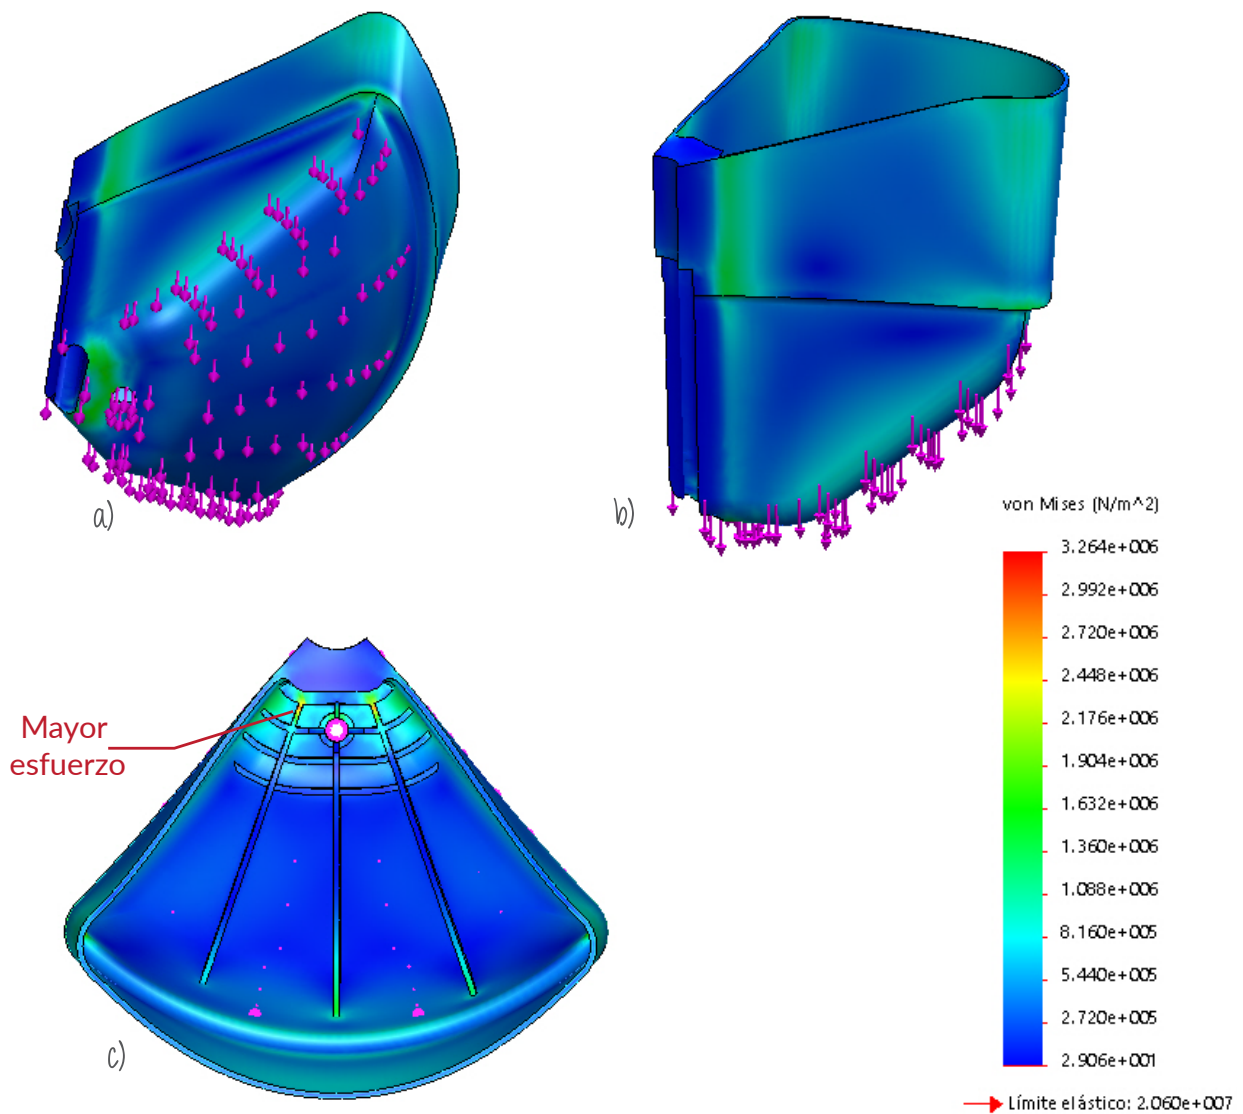 a)
b)
von Mises (N/m^2)
3.264e+006
2.992e+006
2.720e+006
2.448e+006
2.176e+006
1.904e+006
1.632e+006
1.360e+006
1.088e+006
8.160e+005
5.440e+005
2.720e+005
2.906e+001
Límite elástico: 2.060e+007
Mayor
esfuerzo
c)